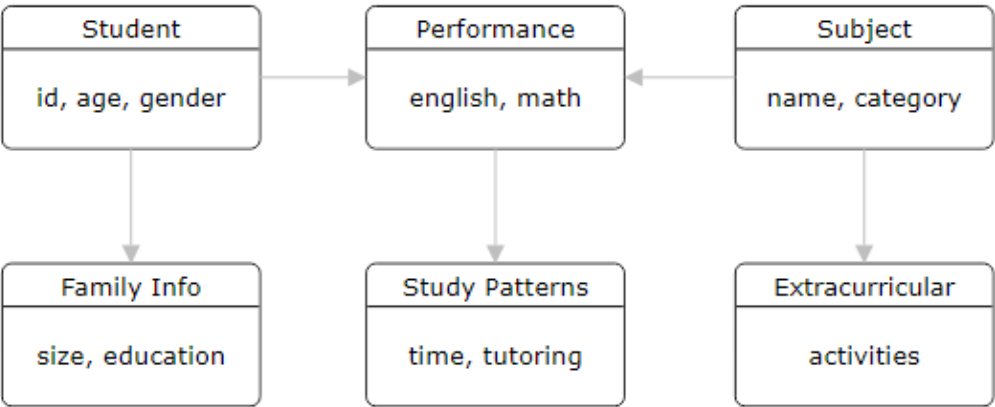 Student
id, age, gender
Performance
english, math
Subject
name, category
Family Info
size, education
Study Patterns
time, tutoring
Extracurricular
activities